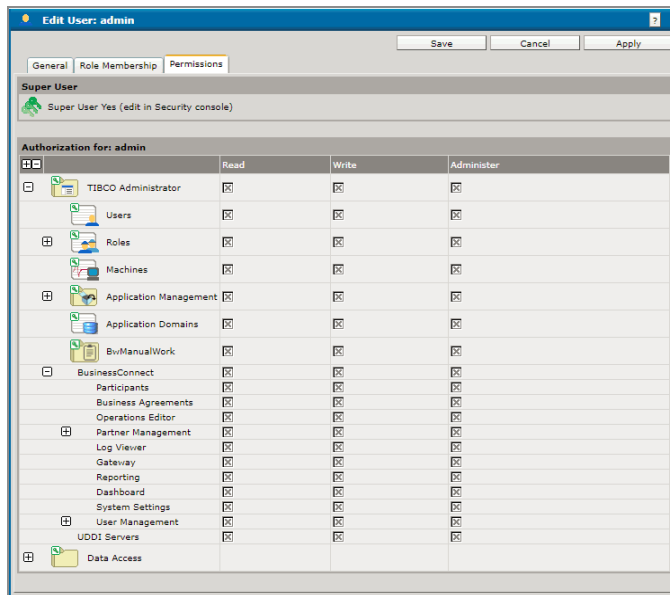 Edit User: admin
?
Save Cancel Apply
General Role Membership Permissions
Super User
Super User Yes (edit in Security console)
Authorization for: admin
Read Write Administer
TIBCO Administrator
Users
Roles
Machines
Application Management
Application Domains
BwManualWork
BusinessConnect
Participants
Business Agreements
Operations Editor
Partner Management
Log Viewer
Gateway
Reporting
Dashboard
System Settings
User Management
UDDI Servers
Data Access